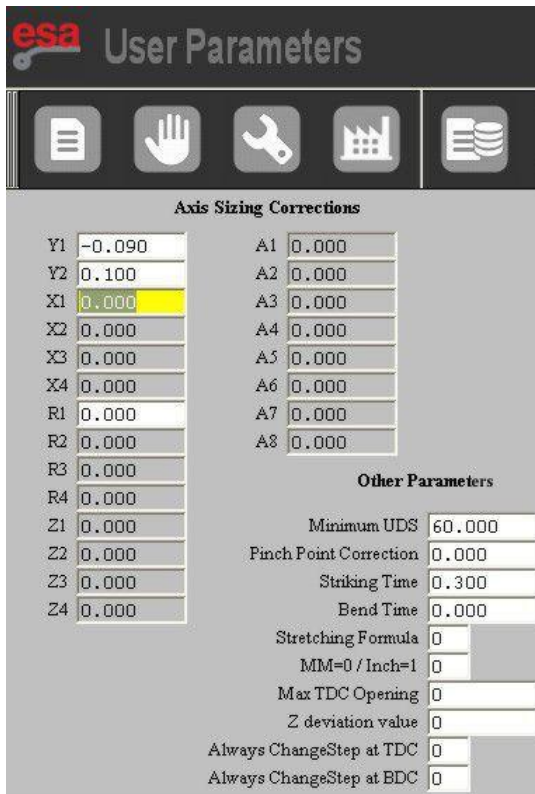 esa User Parameters
Axis Sizing Corrections
Y1 -0.090 A1 0.000
Y2 0.100 A2 0.000
X1 0.000 A3 0.000
X2 0.000 A4 0.000
X3 0.000 A5 0.000
X4 0.000 A6 0.000
R1 0.000 A7 0.000
R2 0.000 A8 0.000
R3 0.000
R4 0.000
Z1 0.000
Z2 0.000
Z3 0.000
Z4 0.000
Other Parameters
Minimum UDS 60.000
Pinch Point Correction 0.000
Striking Time 0.300
Bend Time 0.000
Stretching Formula 0
MM=0 / Inch=1 0
Max TDC Opening 0
Z deviation value 0
Always ChangeStep at TDC 0
Always ChangeStep at BDC 0